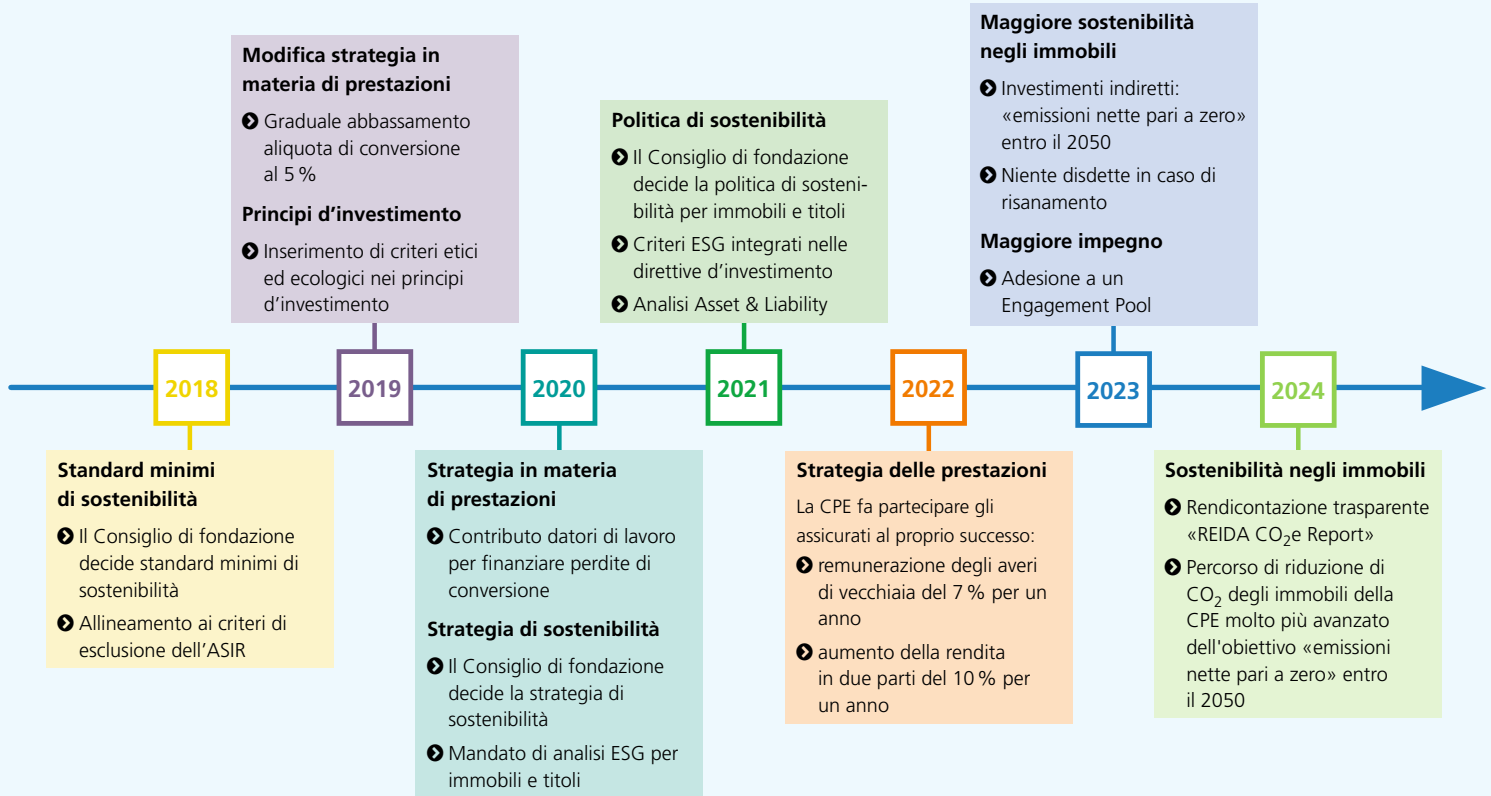 Modifica strategia in
materia di prestazioni
Graduale abbassamento
aliquota di conversione
al 5 %
Principi d’investimento
Inserimento di criteri etici
ed ecologici nei principi
d’investimento
Politica di sostenibilità
Il Consiglio di fondazione
decide la politica di sosteni-
bilità per immobili e titoli
Criteri ESG integrati nelle
direttive d’investimento
Analisi Asset & Liability
Maggiore sostenibilità
negli immobili
Investimenti indiretti:
«emissioni nette pari a zero»
entro il 2050
Niente disdette in caso di
risanamento
Maggiore impegno
Adesione a un
Engagement Pool
2018
2019
2020
2021
2022
2023
2024
Standard minimi
di sostenibilità
Il Consiglio di fondazione
decide standard minimi di
sostenibilità
Allineamento ai criteri di
esclusione dell’ASIR
Strategia in materia
di prestazioni
Contributo datori di lavoro
per finanziare perdite di
conversione
Strategia di sostenibilità
Il Consiglio di fondazione
decide la strategia di
sostenibilità
Mandato di analisi ESG per
immobili e titoli
Strategia delle prestazioni
La CPE fa partecipare gli
assicurati al proprio successo:
remunerazione degli averi
di vecchiaia del 7 % per un
anno
aumento della rendita
in due parti del 10 % per
un anno
Sostenibilità negli immobili
Rendicontazione trasparente
«REIDA CO₂e Report»
Percorso di riduzione di
CO₂ degli immobili della
CPE molto più avanzato
dell'obiettivo «emissioni
nette pari a zero» entro
il 2050